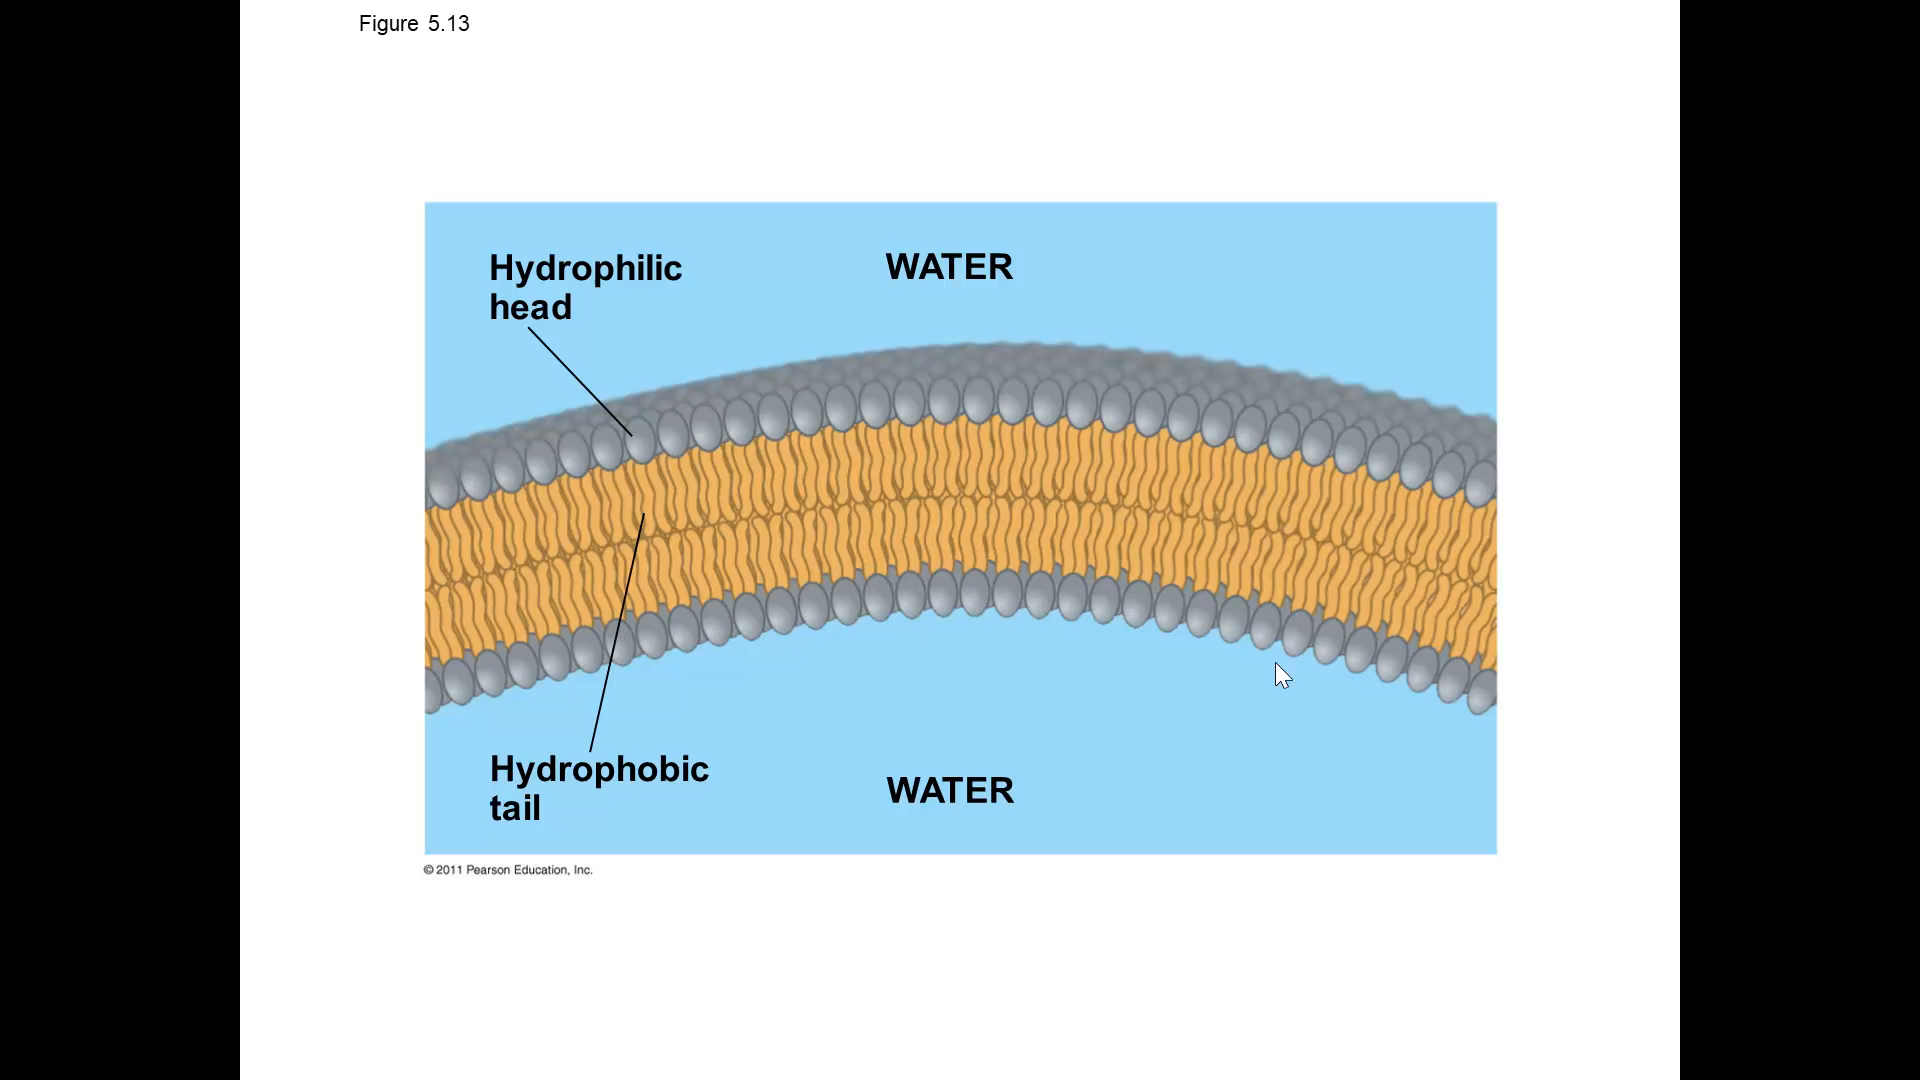 Figure 5.13
Hydrophilic
head
WATER
Hydrophobic
tail
WATER
© 2011 Pearson Education, Inc.